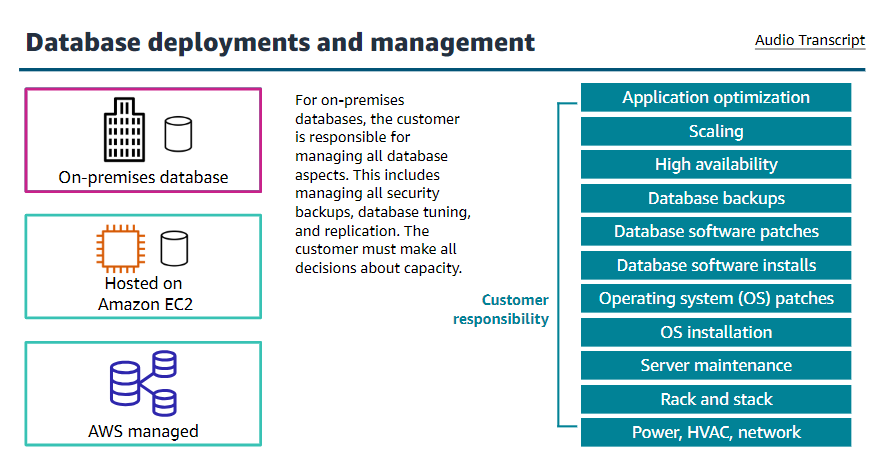 Database deployments and management
Audio Transcript
On-premises database
Hosted on
Amazon EC2
AWS managed
For on-premises
databases, the customer
is responsible for
managing all database
aspects. This includes
managing all security
backups, database tuning,
and replication. The
customer must make all
decisions about capacity.
Customer
responsibility
Application optimization
Scaling
High availability
Database backups
Database software patches
Database software installs
Operating system (OS) patches
OS installation
Server maintenance
Rack and stack
Power, HVAC, network